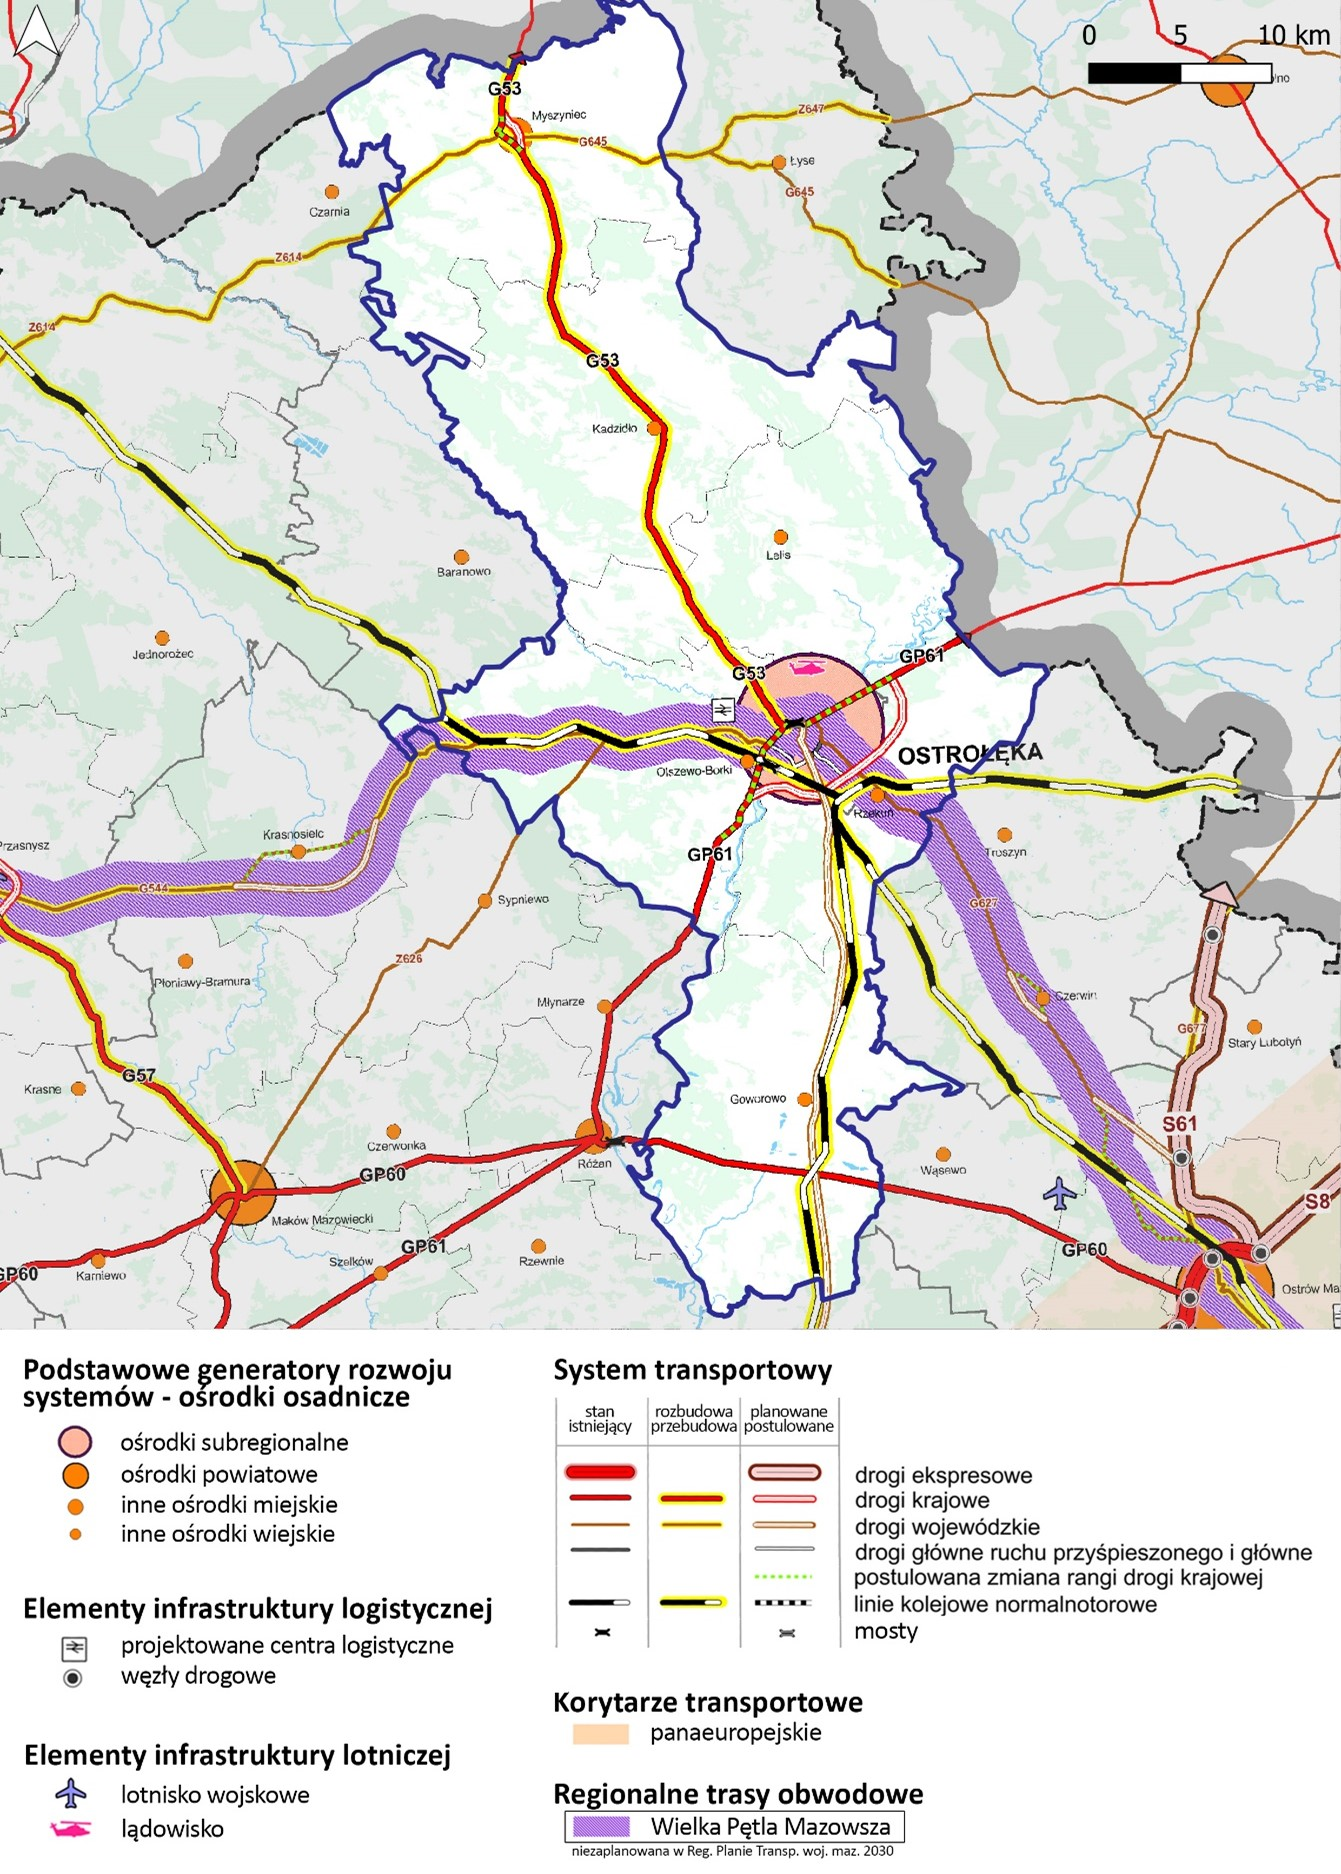 0 5 10 km
G53
Myszyniec
Z647
G645
Łyse
G645
Czarnia
Z614
Z614
G53
Kadzidło
Lelis
Baranowo
Jednorożec
GP61
G53
OSTROŁĘKA
Olszewo-Borki
Rzekuń
Troszyn
Krasnosielc
Przasnysz
GP61
G544
Sypniewo
G627
Z626
Płoniawy-Bramura
Młynarze
Czerwin
G677
Stary Lubotyń
G57
Krasne
Goworowo
S61
Czerwonka
Różan
Wąsewo
GP60
S8
Maków Mazowiecki
GP61
Rzewnie
GP60
Szelków
GP60
Karniewo
Ostrów Ma
Podstawowe generatory rozwoju
systemów - ośrodki osadnicze
ośrodki subregionalne
ośrodki powiatowe
inne ośrodki miejskie
inne ośrodki wiejskie
Elementy infrastruktury logistycznej
projektowane centra logistyczne
węzły drogowe
Elementy infrastruktury lotniczej
lotnisko wojskowe
lądowisko
System transportowy
stan istniejący
rozbudowa przebudowa
planowane postulowane
drogi ekspresowe
drogi krajowe
drogi wojewódzkie
drogi główne ruchu przyśpieszonego i główne
postulowana zmiana rangi drogi krajowej
linie kolejowe normalnotorowe
mosty
Korytarze transportowe
panaeuropejskie
Regionalne trasy obwodowe
Wielka Pętla Mazowsza
niezaplanowana w Reg. Planie Transp. woj. maz. 2030